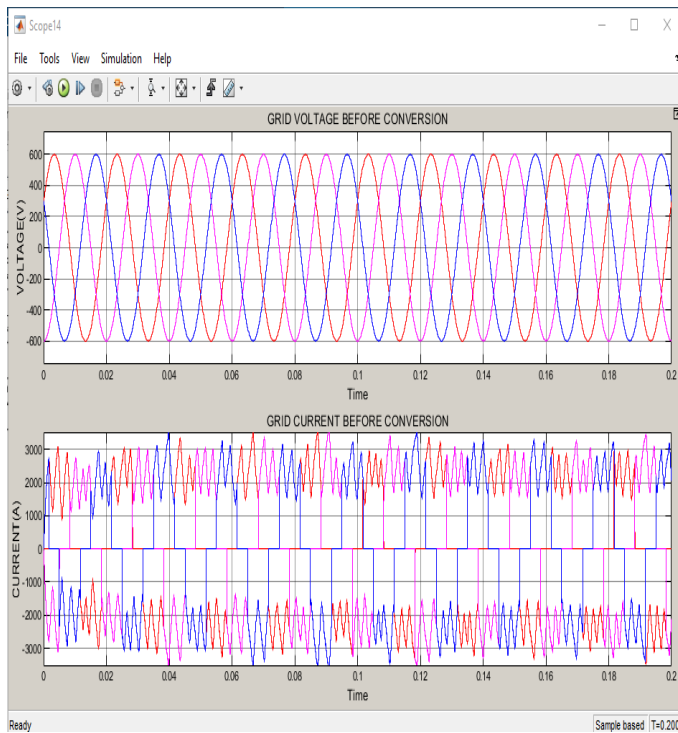 Scope14
File Tools View Simulation Help
GRID VOLTAGE BEFORE CONVERSION
VOLTAGE(V)
600
400
200
0
-200
-400
-600
0 0.02 0.04 0.06 0.08 0.1 0.12 0.14 0.16 0.18 0.2
Time
GRID CURRENT BEFORE CONVERSION
CURRENT(A)
3000
2000
1000
0
-1000
-2000
-3000
0 0.02 0.04 0.06 0.08 0.1 0.12 0.14 0.16 0.18 0.2
Time
Ready Sample based T=0.200